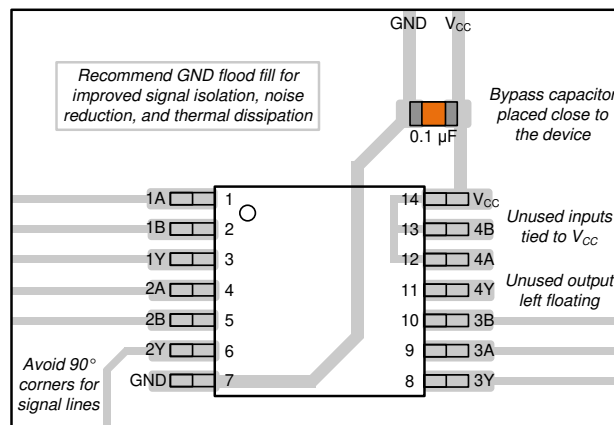 GND VCC
Recommend GND flood fill for
improved signal isolation, noise
reduction, and thermal dissipation
Bypass capacitor
placed close to
the device
0.1 µF
1A 1 14 VCC
1B 2 13 4B
1Y 3 12 4A
2A 4 11 4Y
2B 5 10 3B
2Y 6 9 3A
GND 7 8 3Y
Unused inputs
tied to VCC
Unused output
left floating
Avoid 90°
corners for
signal lines